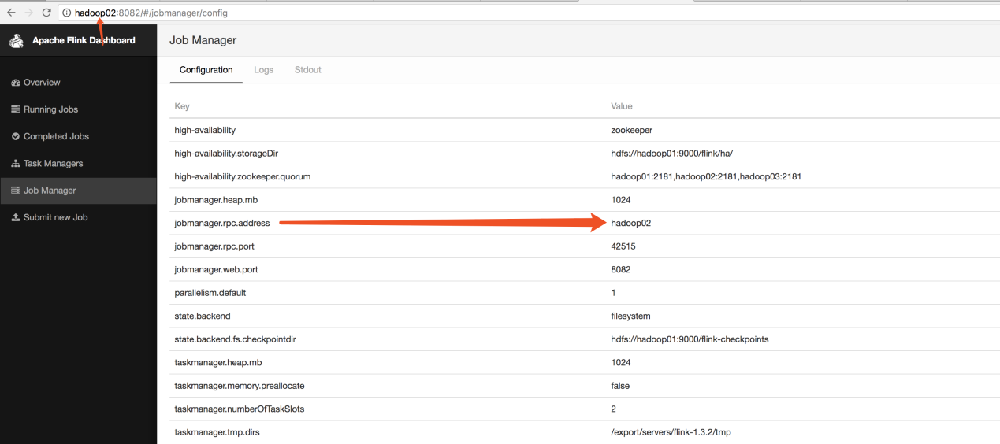 hadoop02:8082/#/jobmanager/config
Apache Flink Dashboard
Job Manager
Overview
Running Jobs
Completed Jobs
Task Managers
Job Manager
Submit new Job
Configuration Logs Stdout
Key Value
high-availability zookeeper
high-availability.storageDir hdfs://hadoop01:9000/flink/ha/
high-availability.zookeeper.quorum hadoop01:2181,hadoop02:2181,hadoop03:2181
jobmanager.heap.mb 1024
jobmanager.rpc.address hadoop02
jobmanager.rpc.port 42515
jobmanager.web.port 8082
parallelism.default 1
state.backend filesystem
state.backend.fs.checkpointdir hdfs://hadoop01:9000/flink-checkpoints
taskmanager.heap.mb 1024
taskmanager.memory.preallocate false
taskmanager.numberOfTaskSlots 2
taskmanager.tmp.dirs /export/servers/flink-1.3.2/tmp